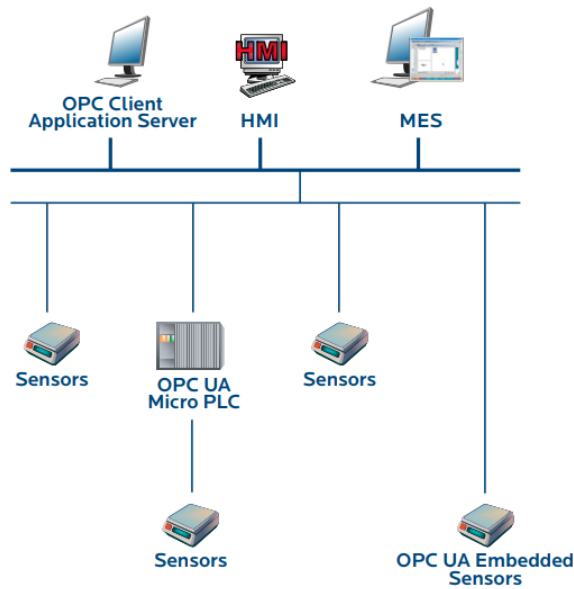 HMI
OPC Client
Application Server
HMI
MES
Sensors
OPC UA
Micro PLC
Sensors
Sensors
OPC UA Embedded
Sensors